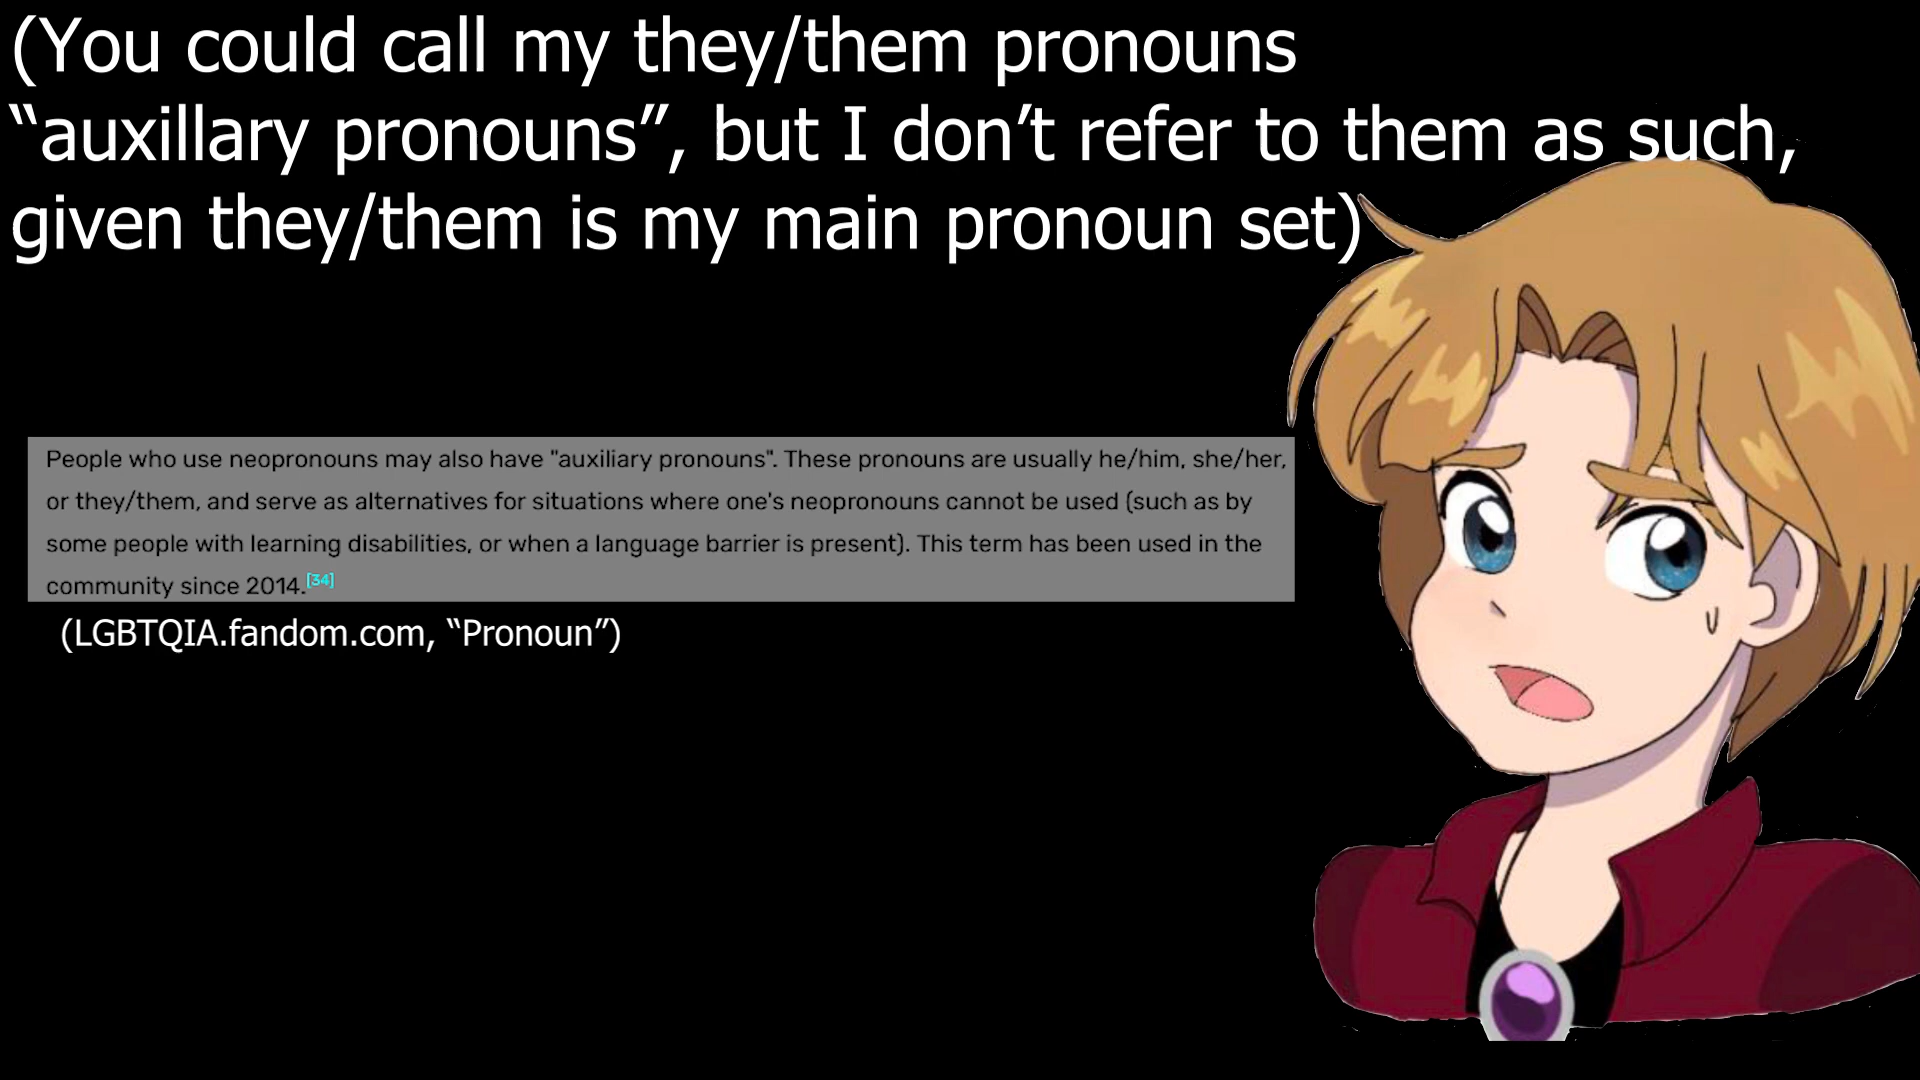 (You could call my they/them pronouns
“auxillary pronouns”, but I don’t refer to them as such,
given they/them is my main pronoun set)
People who use neopronouns may also have "auxiliary pronouns". These pronouns are usually he/him, she/her,
or they/them, and serve as alternatives for situations where one's neopronouns cannot be used (such as by
some people with learning disabilities, or when a language barrier is present). This term has been used in the
community since 2014.[34]
(LGBTQIA.fandom.com, “Pronoun”)